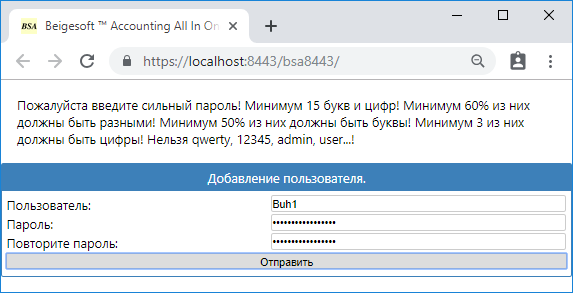 BSA Beigesoft ™ Accounting All In On
https://localhost:8443/bsa8443/
Пожалуйста введите сильный пароль! Минимум 15 букв и цифр! Минимум 60% из них
должны быть разными! Минимум 50% из них должны быть буквы! Минимум 3 из них
должны быть цифры! Нельзя qwerty, 12345, admin, user...!
Добавление пользователя.
Пользователь: Buh1
Пароль: ••••••••••••••••
Повторите пароль: ••••••••••••••••
Отправить